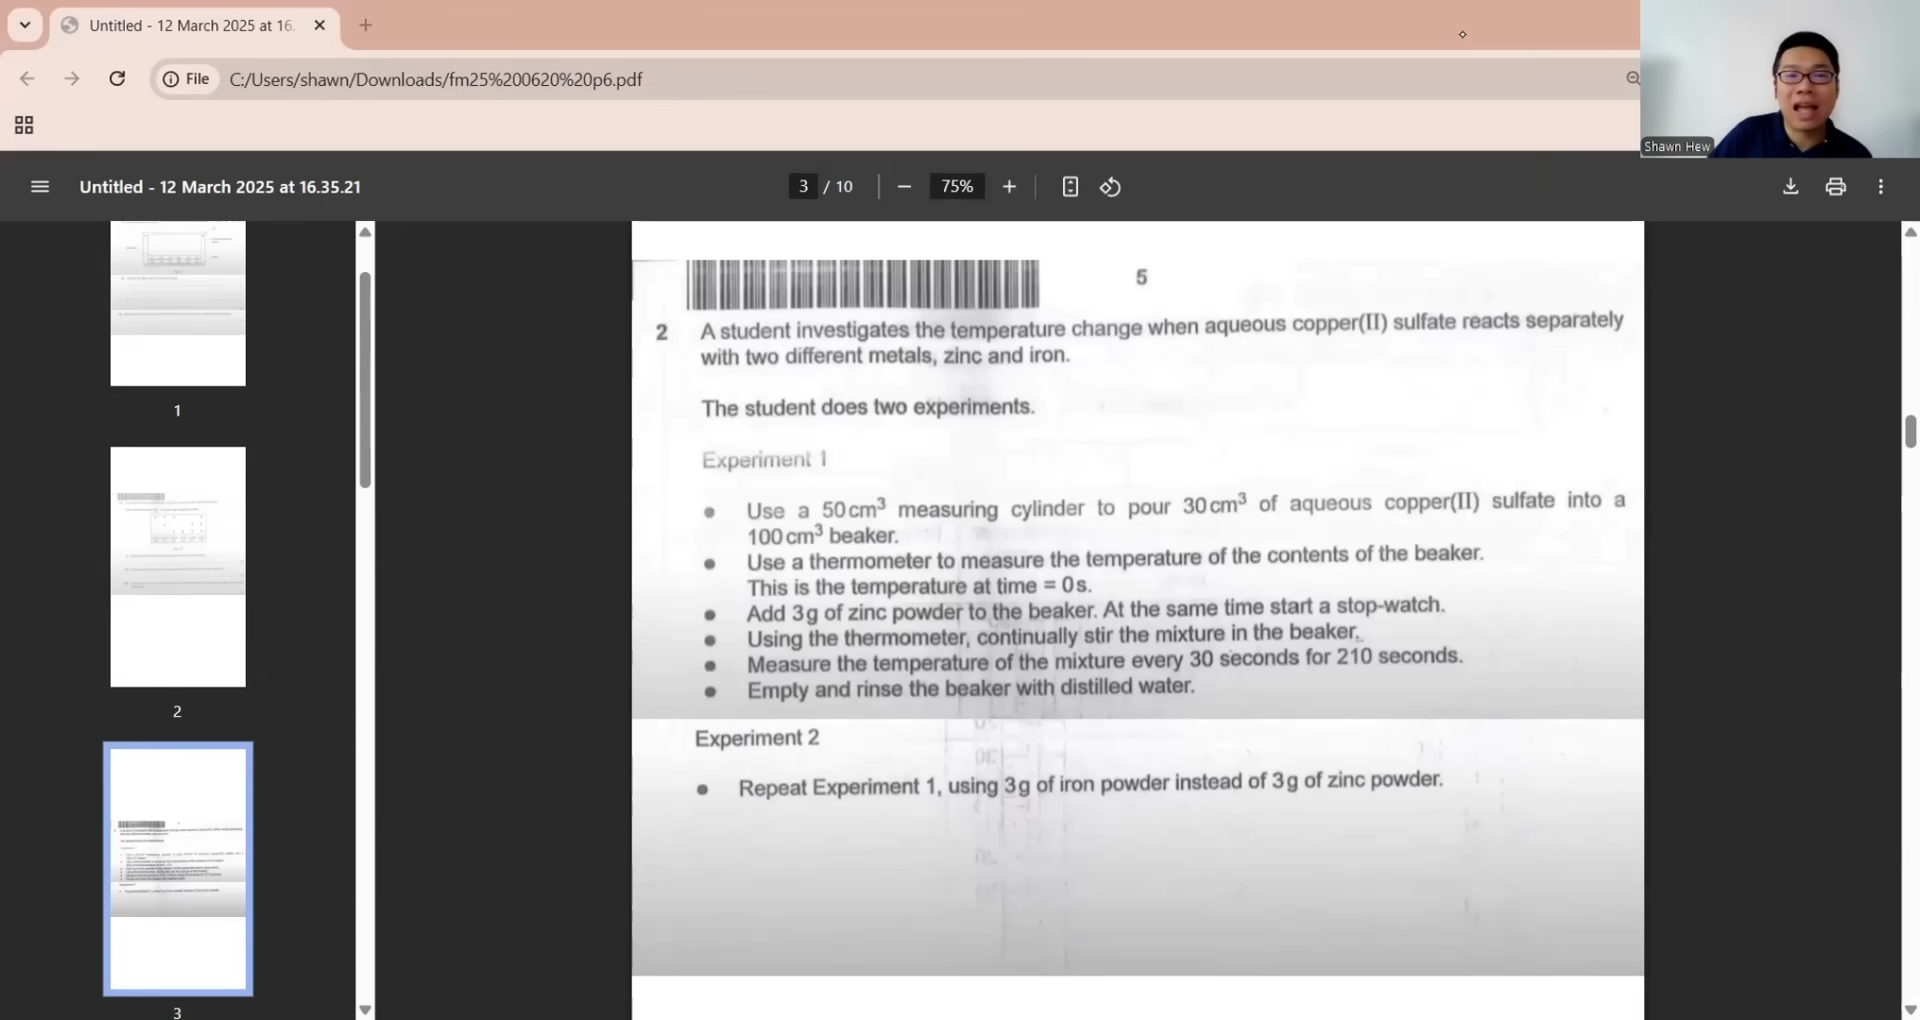 Untitled - 12 March 2025 at 16.
File
C:/Users/shawn/Downloads/fm25%200620%20p6.pdf
Shawn Hew
Untitled - 12 March 2025 at 16.35.21
3 / 10
75%
1
2
3
5
2 A student investigates the temperature change when aqueous copper(II) sulfate reacts separately
with two different metals, zinc and iron.
The student does two experiments.
Experiment 1
• Use a 50 cm³ measuring cylinder to pour 30 cm³ of aqueous copper(II) sulfate into a
100 cm³ beaker.
• Use a thermometer to measure the temperature of the contents of the beaker.
This is the temperature at time = 0 s.
• Add 3 g of zinc powder to the beaker. At the same time start a stop-watch.
• Using the thermometer, continually stir the mixture in the beaker.
• Measure the temperature of the mixture every 30 seconds for 210 seconds.
• Empty and rinse the beaker with distilled water.
Experiment 2
• Repeat Experiment 1, using 3 g of iron powder instead of 3 g of zinc powder.